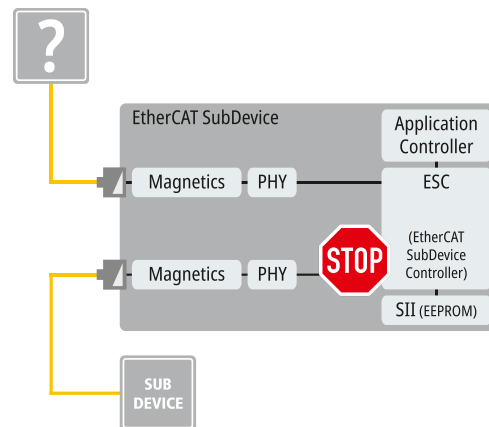 ?
EtherCAT SubDevice
Application
Controller
Magnetics
PHY
ESC
(EtherCAT
SubDevice
Controller)
STOP
Magnetics
PHY
SII (EEPROM)
SUB
DEVICE